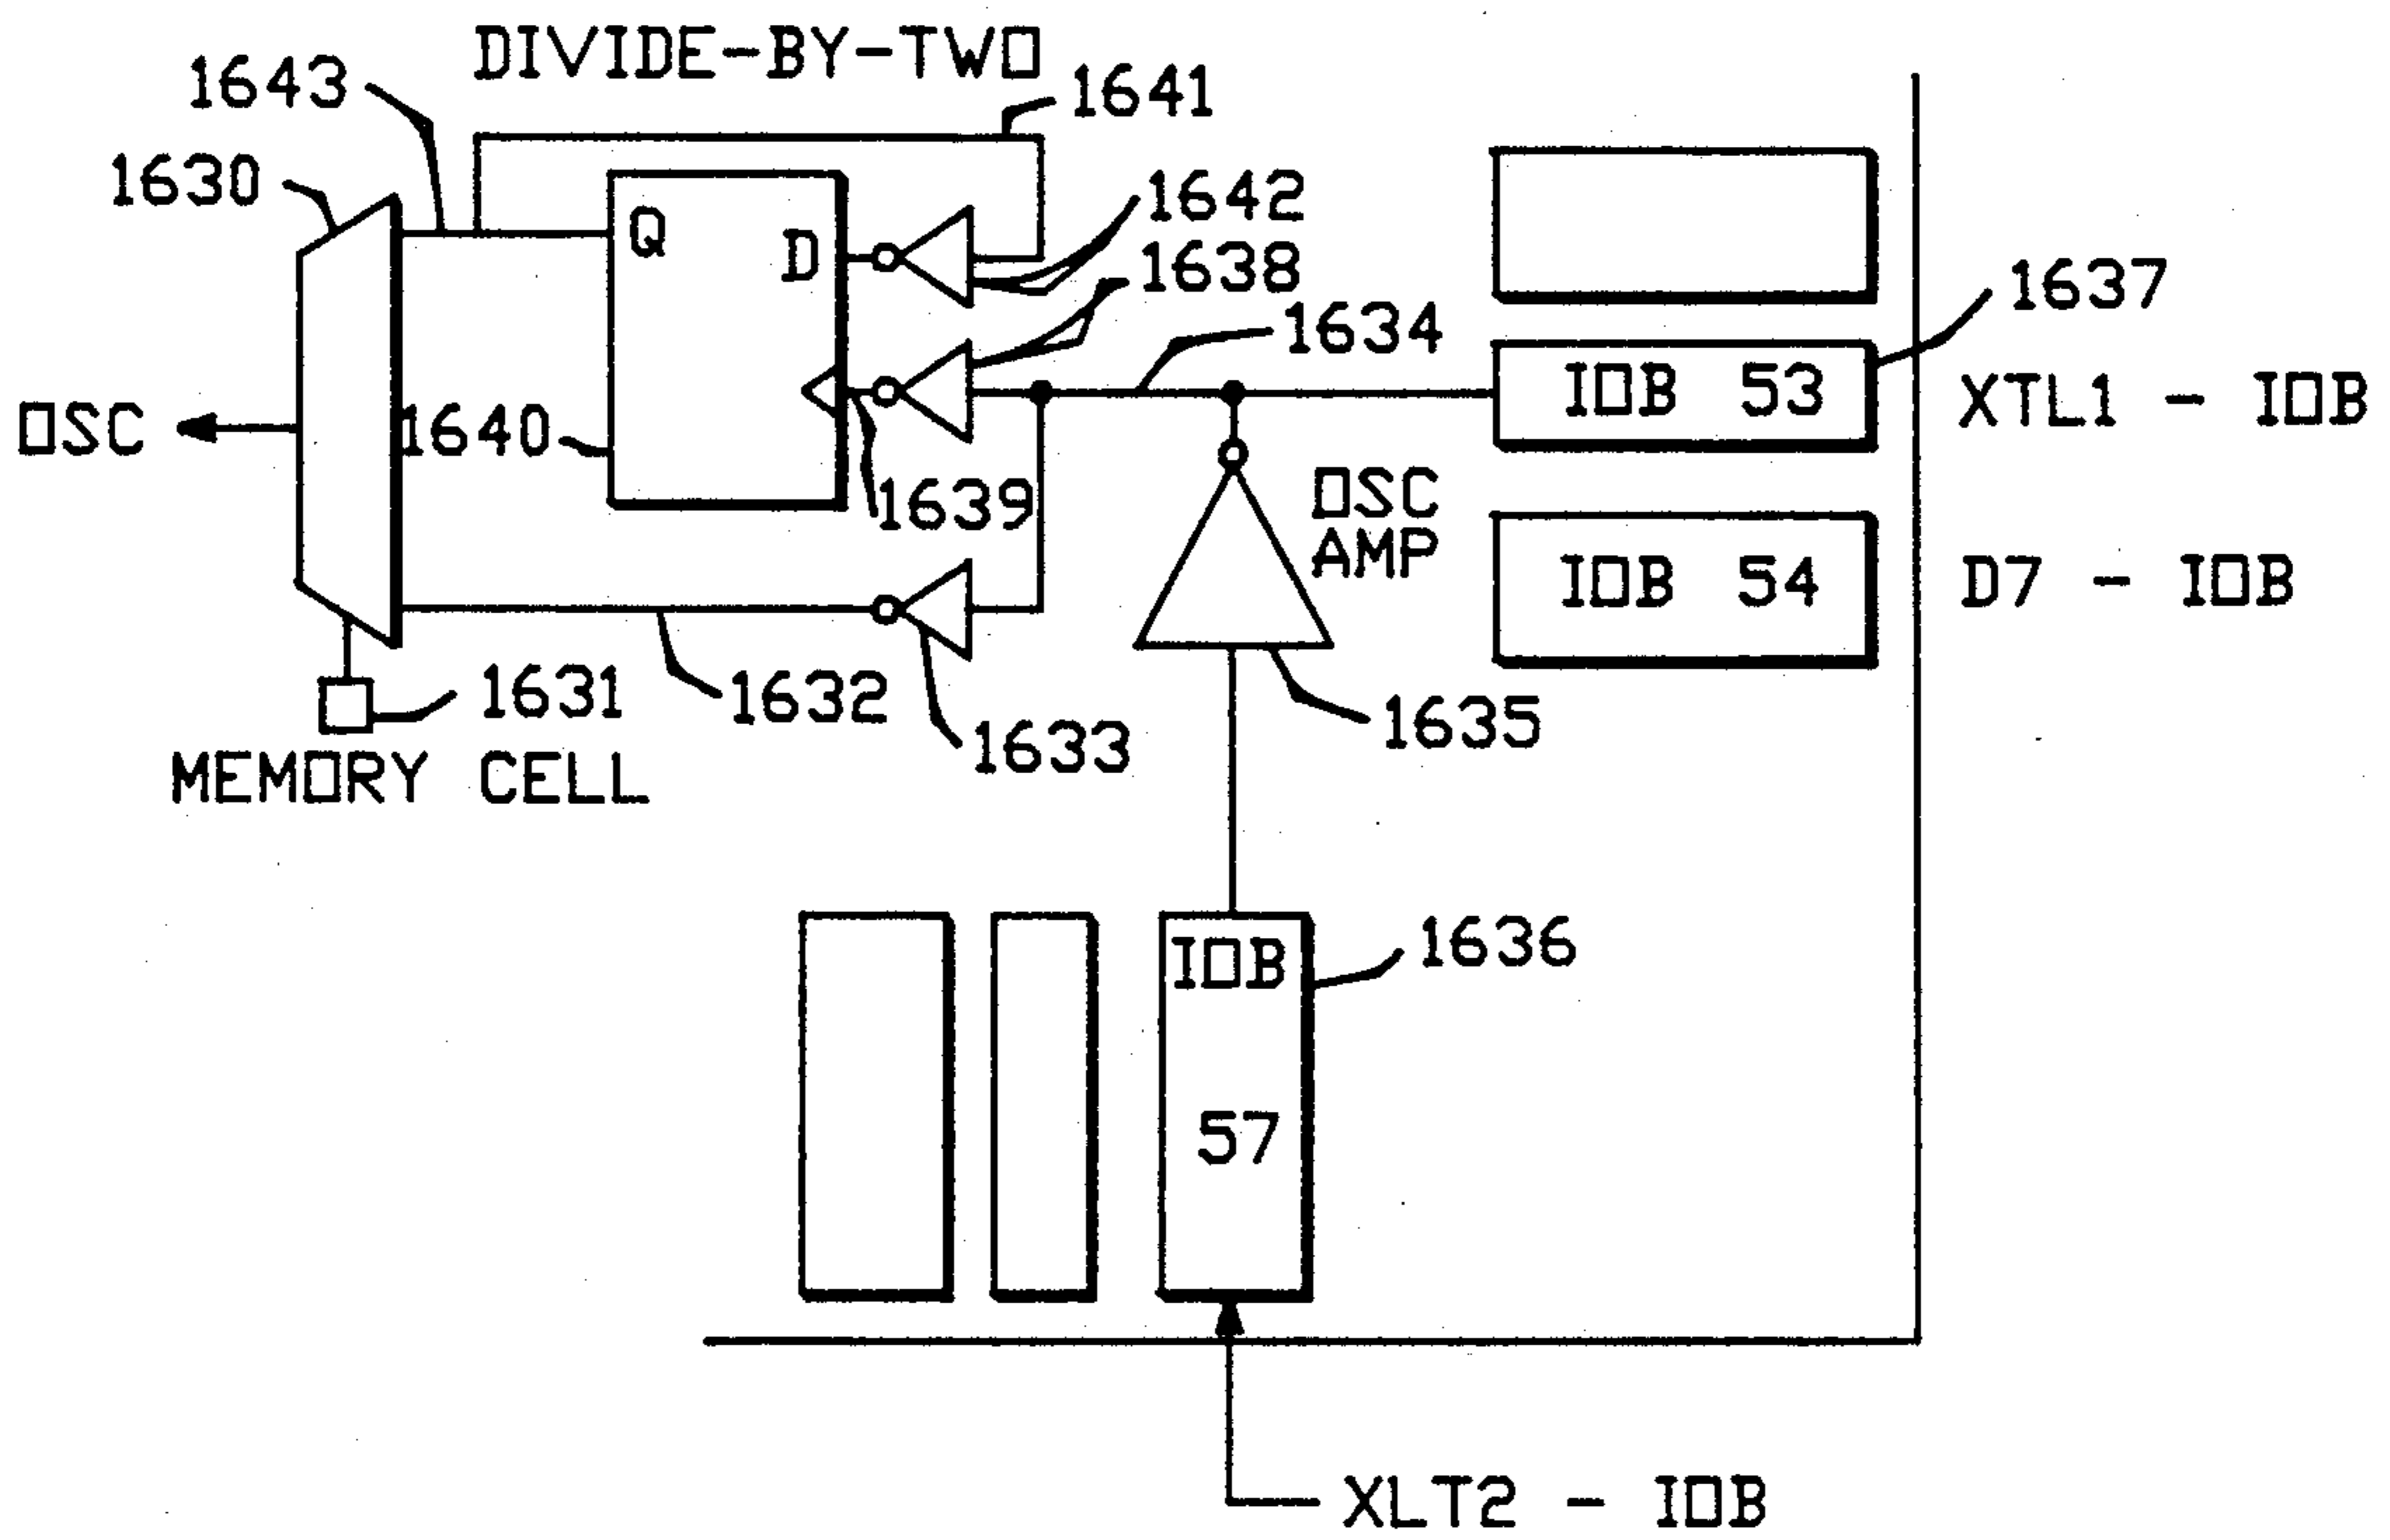 DIVIDE-BY-TWO
1643
1641
1630
1642
Q
D
1638
1637
1634
IOB 53
XTL1 - IOB
OSC
1640
1639
OSC
AMP
IOB 54
D7 - IOB
1631
1632
1633
1635
MEMORY CELL
IOB
57
1636
XLT2 - IOB